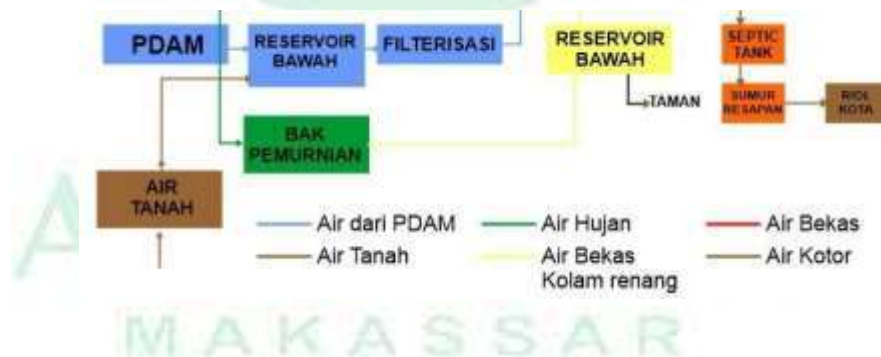 PDAM
RESERVOIR
BAWAH
FILTERISASI
RESERVOIR
BAWAH
SEPTIC
TANK
TAMAN
SUMUR
RESAPAN
RIOL
KOTA
BAK
PEMURNIAN
AIR
TANAH
Air dari PDAM
Air Hujan
Air Bekas
Air Tanah
Air Bekas
Kolam renang
Air Kotor
A
MAKASSAR